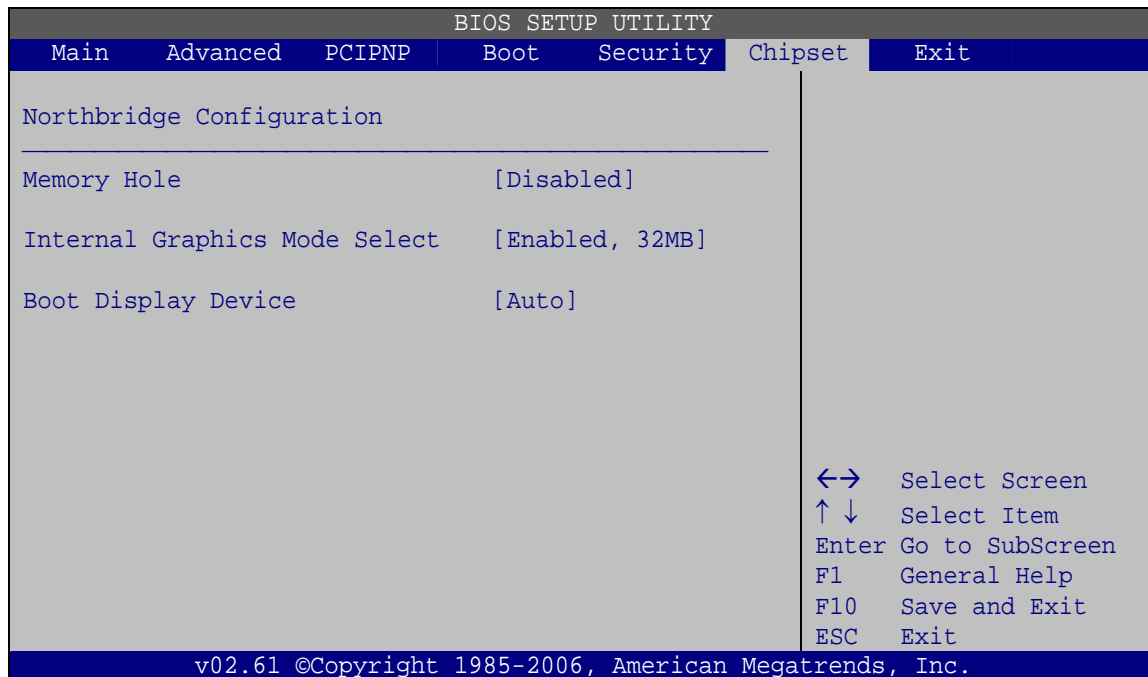 BIOS SETUP UTILITY
Main Advanced PCIPNP Boot Security Chipset Exit
Northbridge Configuration
Memory Hole [Disabled]
Internal Graphics Mode Select [Enabled, 32MB]
Boot Display Device [Auto]
←→ Select Screen
↑ ↓ Select Item
Enter Go to SubScreen
F1 General Help
F10 Save and Exit
ESC Exit
v02.61 ©Copyright 1985-2006, American Megatrends, Inc.